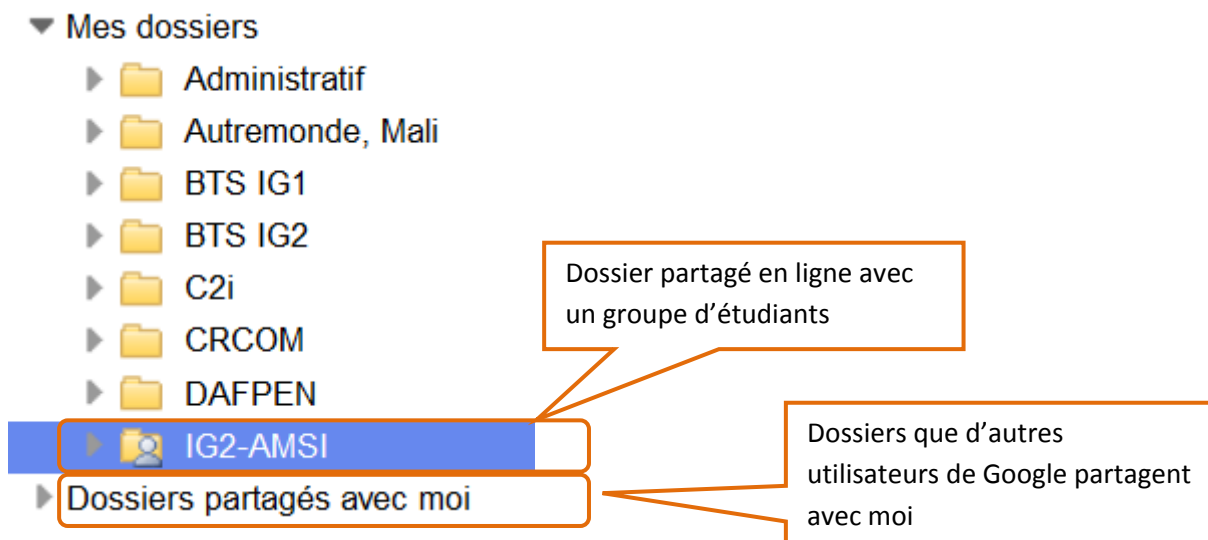 Mes dossiers
Administratif
Autremonde, Mali
BTS IG1
BTS IG2
C2i
CRCOM
DAFPEN
IG2-AMSI
Dossiers partagés avec moi
Dossier partagé en ligne avec
un groupe d’étudiants
Dossiers que d’autres
utilisateurs de Google partagent
avec moi